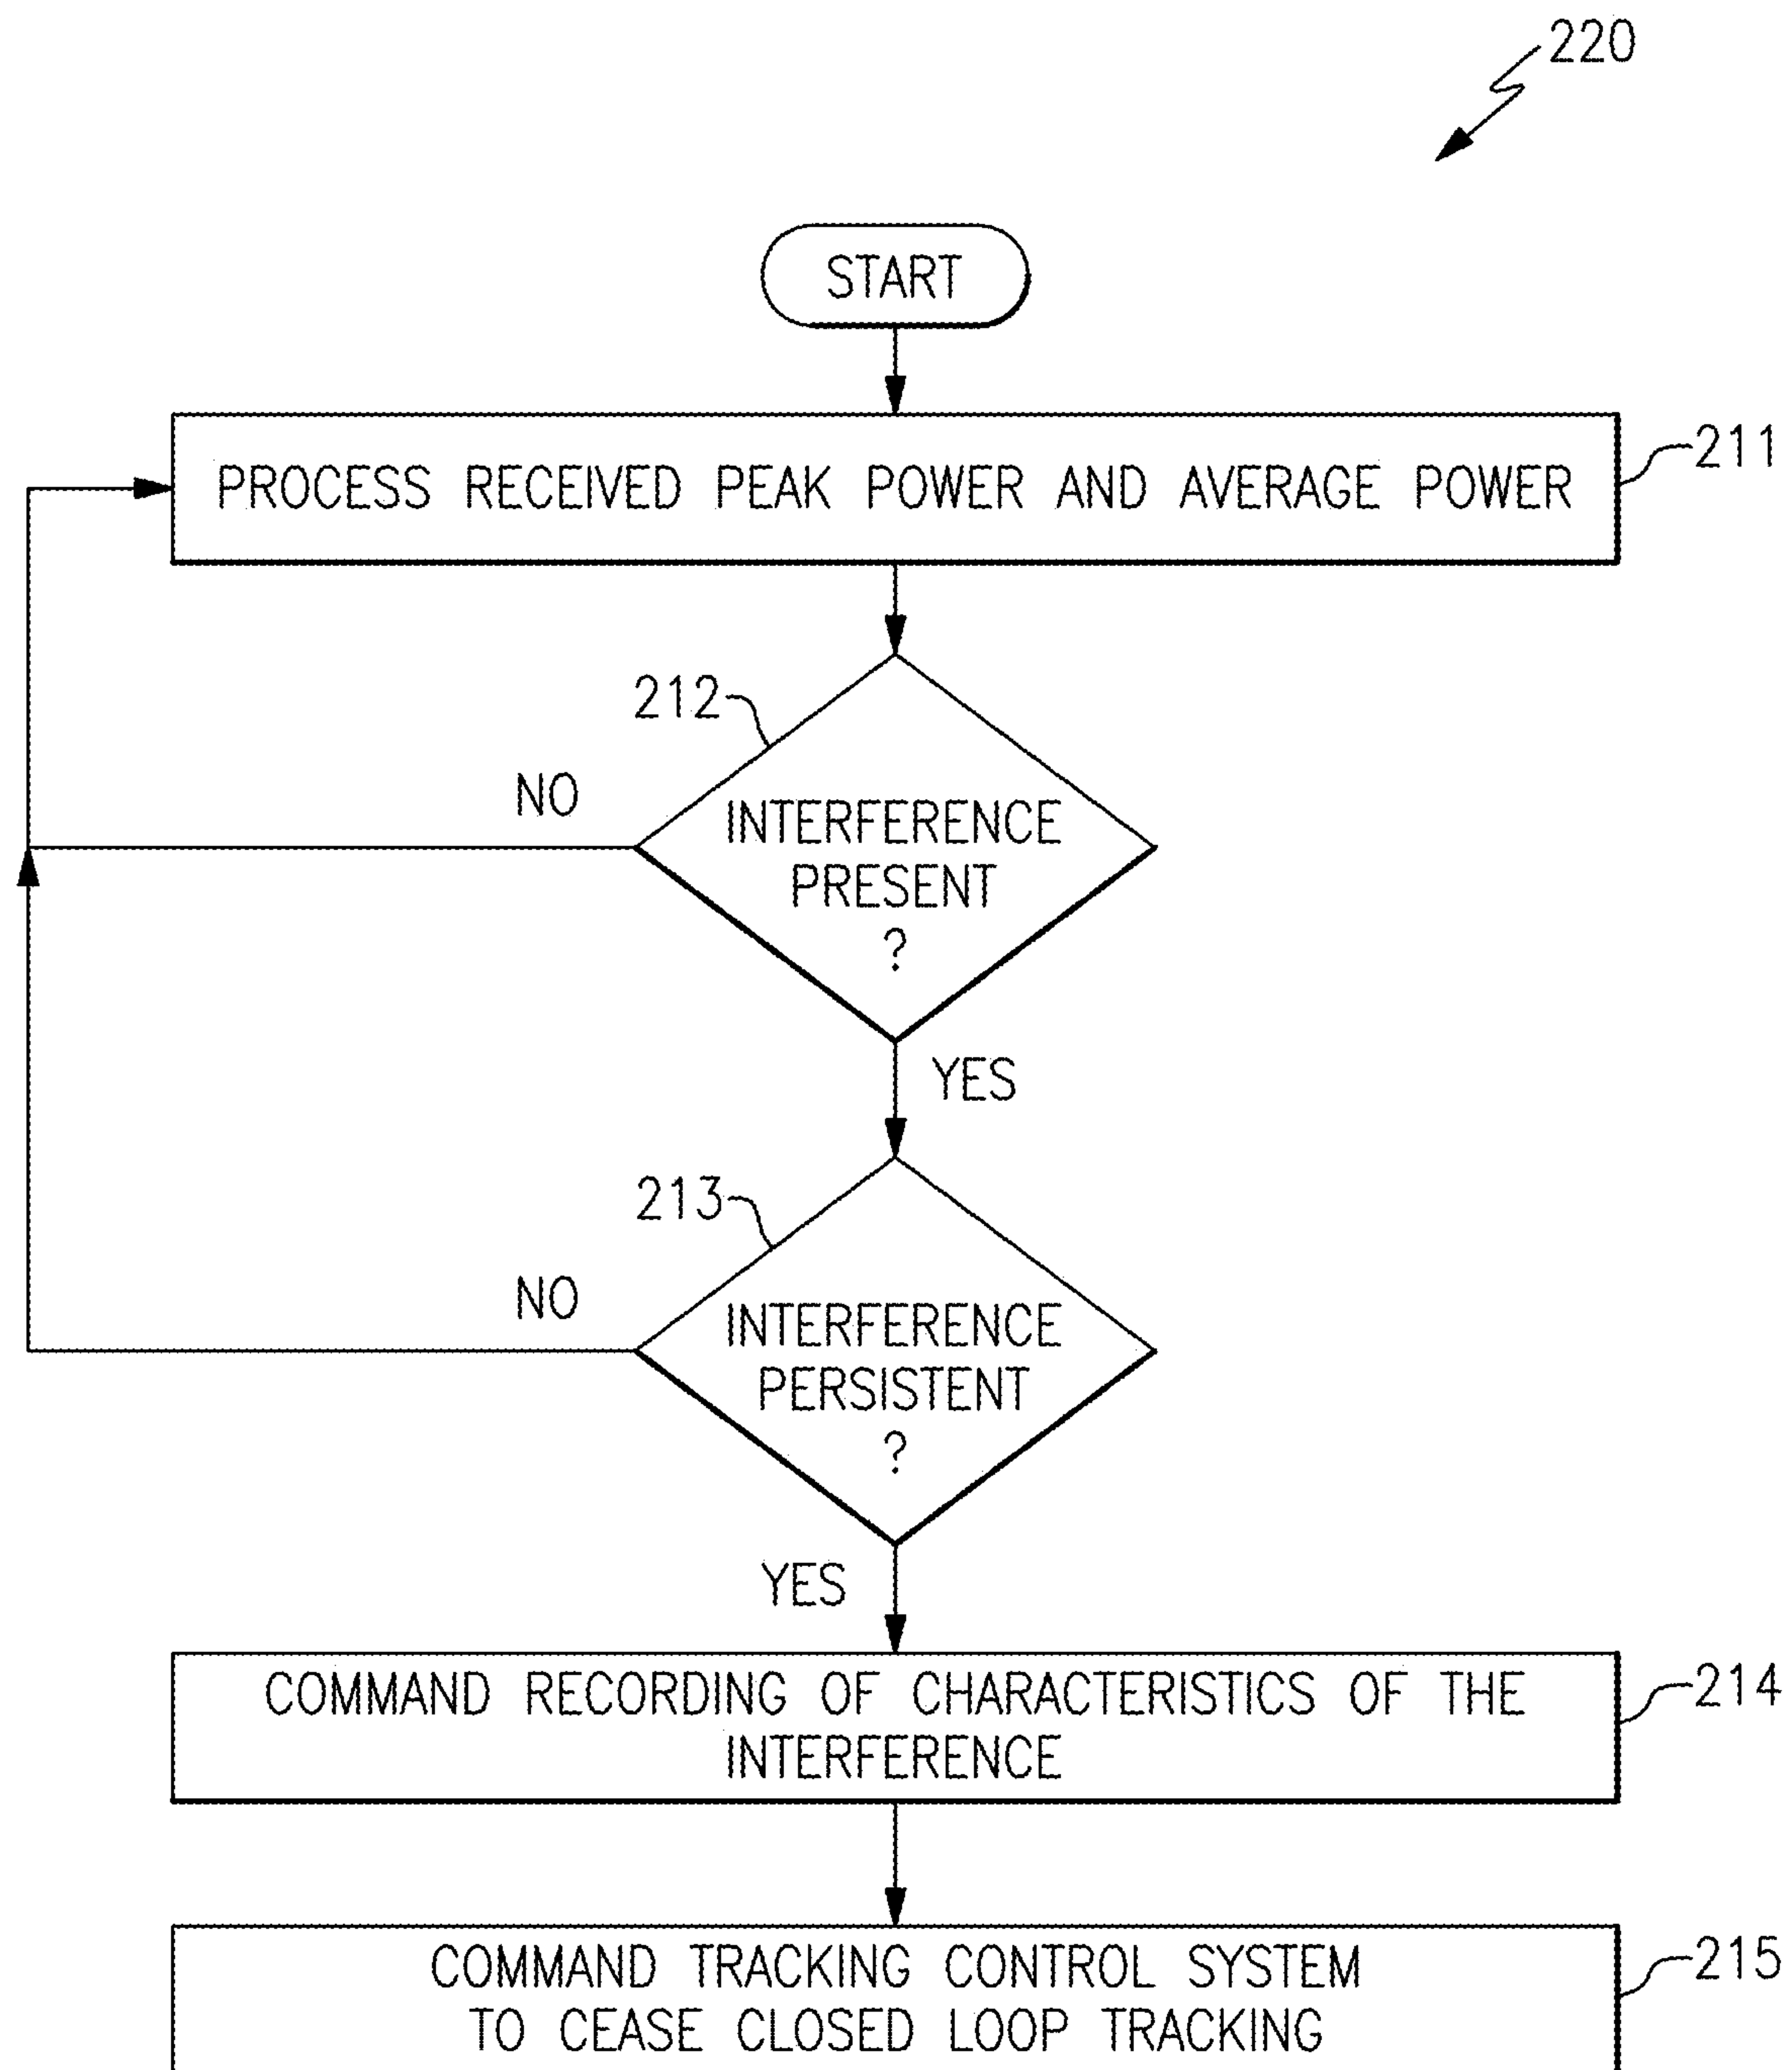 220
START
PROCESS RECEIVED PEAK POWER AND AVERAGE POWER
211
212
NO
INTERFERENCE
PRESENT
?
YES
213
NO
INTERFERENCE
PERSISTENT
?
YES
COMMAND RECORDING OF CHARACTERISTICS OF THE
INTERFERENCE
214
COMMAND TRACKING CONTROL SYSTEM
TO CEASE CLOSED LOOP TRACKING
215